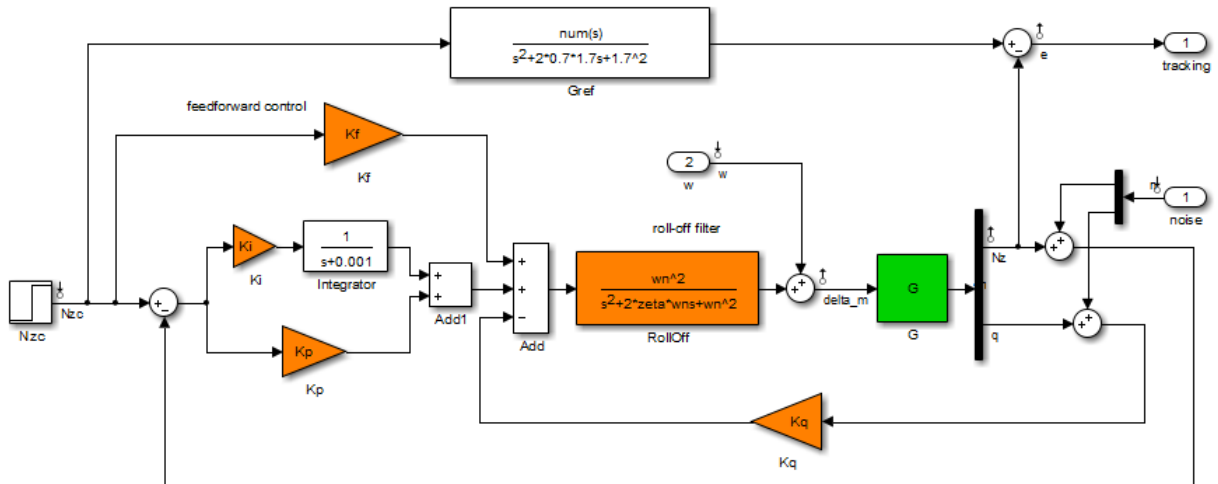 num(s)
s²+2*0.7*1.7s+1.7^2
Gref
+
-
e
1
tracking
feedforward control
Kf
Kf
2
w
w
n
1
noise
roll-off filter
Ki
Ki
1
s+0.001
Integrator
+
+
Add1
+
+
-
Add
wn^2
s²+2*zeta*wns+wn^2
RollOff
+
+
delta_m
G
G
Nz
q
+
+
+
+
Nzc
Nzc
+
-
Kp
Kp
Kq
Kq